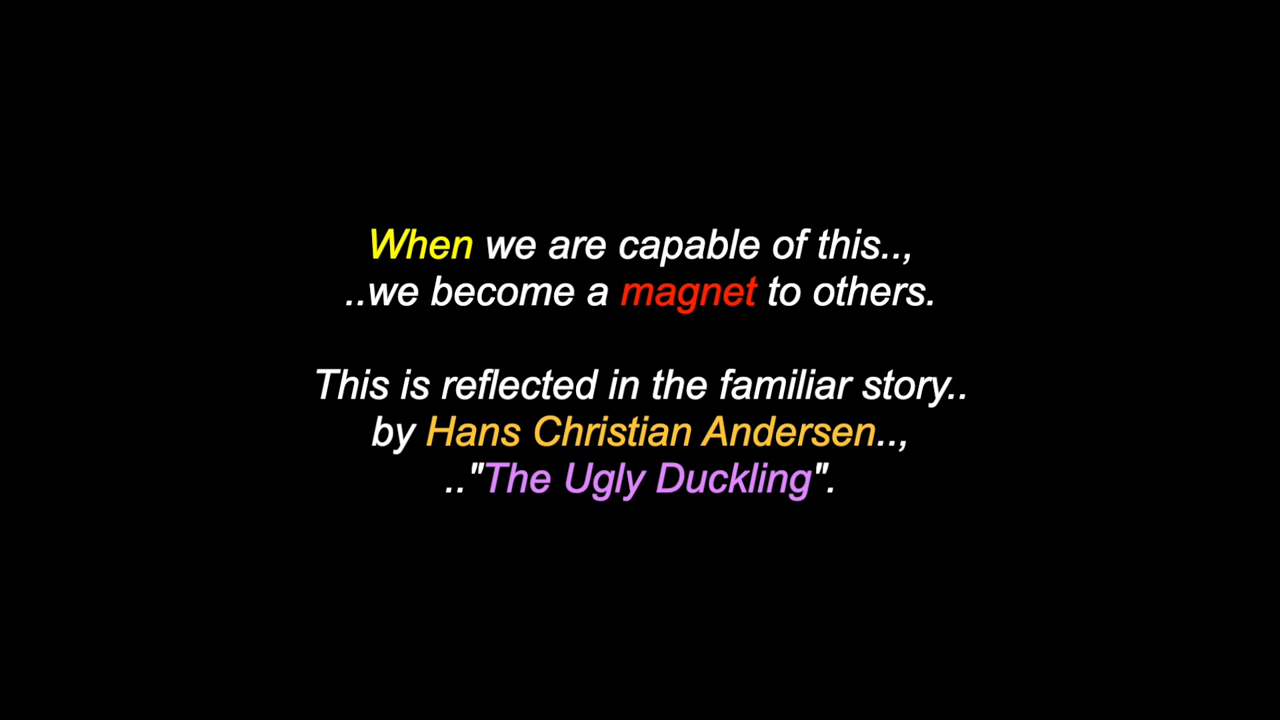 When we are capable of this..,
..we become a magnet to others.
This is reflected in the familiar story..
by Hans Christian Andersen..,
.."The Ugly Duckling".